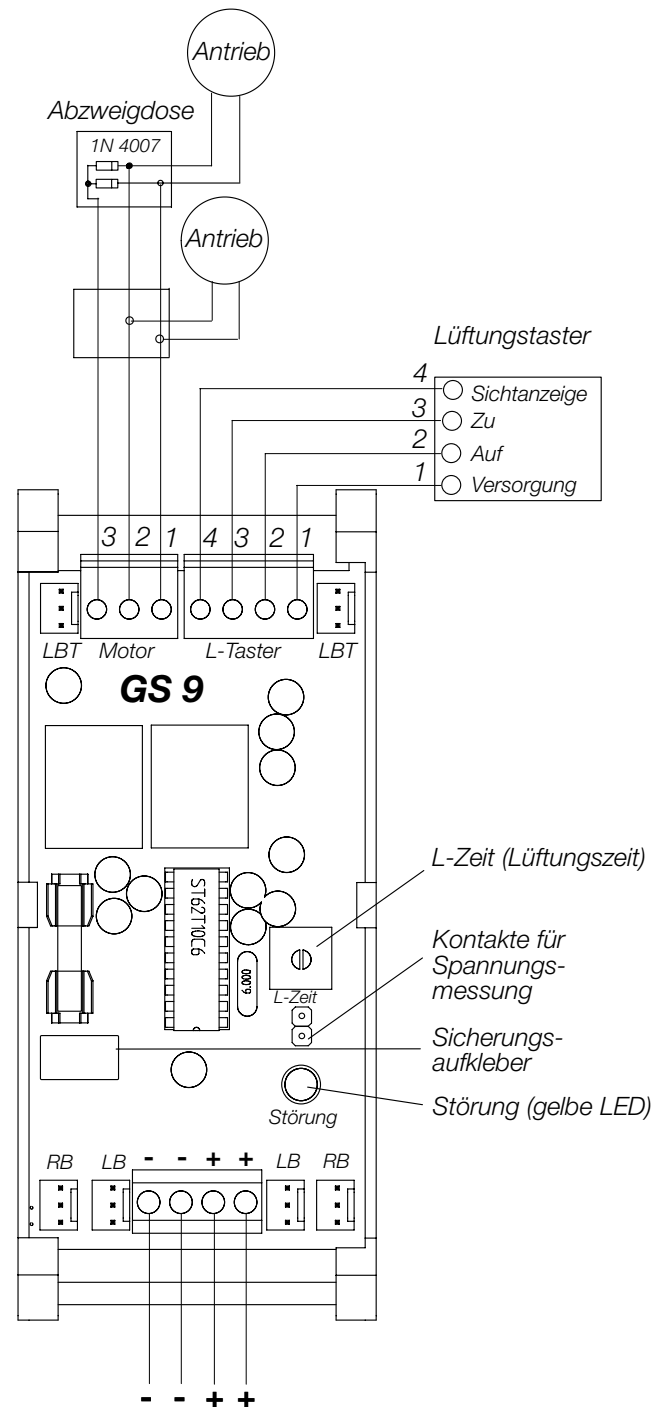 Antrieb
Abzweigdose
1N 4007
Antrieb
Lüftungstaster
4
Sichtanzeige
3
Zu
2
Auf
1
Versorgung
3 2 1 4 3 2 1
LBT Motor L-Taster LBT
GS 9
ST62T10C6
6.000
L-Zeit (Lüftungszeit)
Kontakte für
Spannungs-
messung
L-Zeit
Sicherungs-
aufkleber
Störung (gelbe LED)
Störung
RB LB - - + + LB RB
- - + +